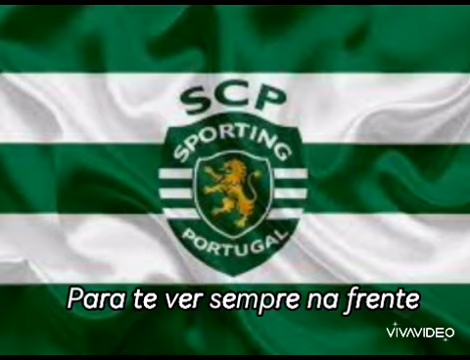 SCP
SPORTING
PORTUGAL
Para te ver sempre na frente
VIVAVIDEO